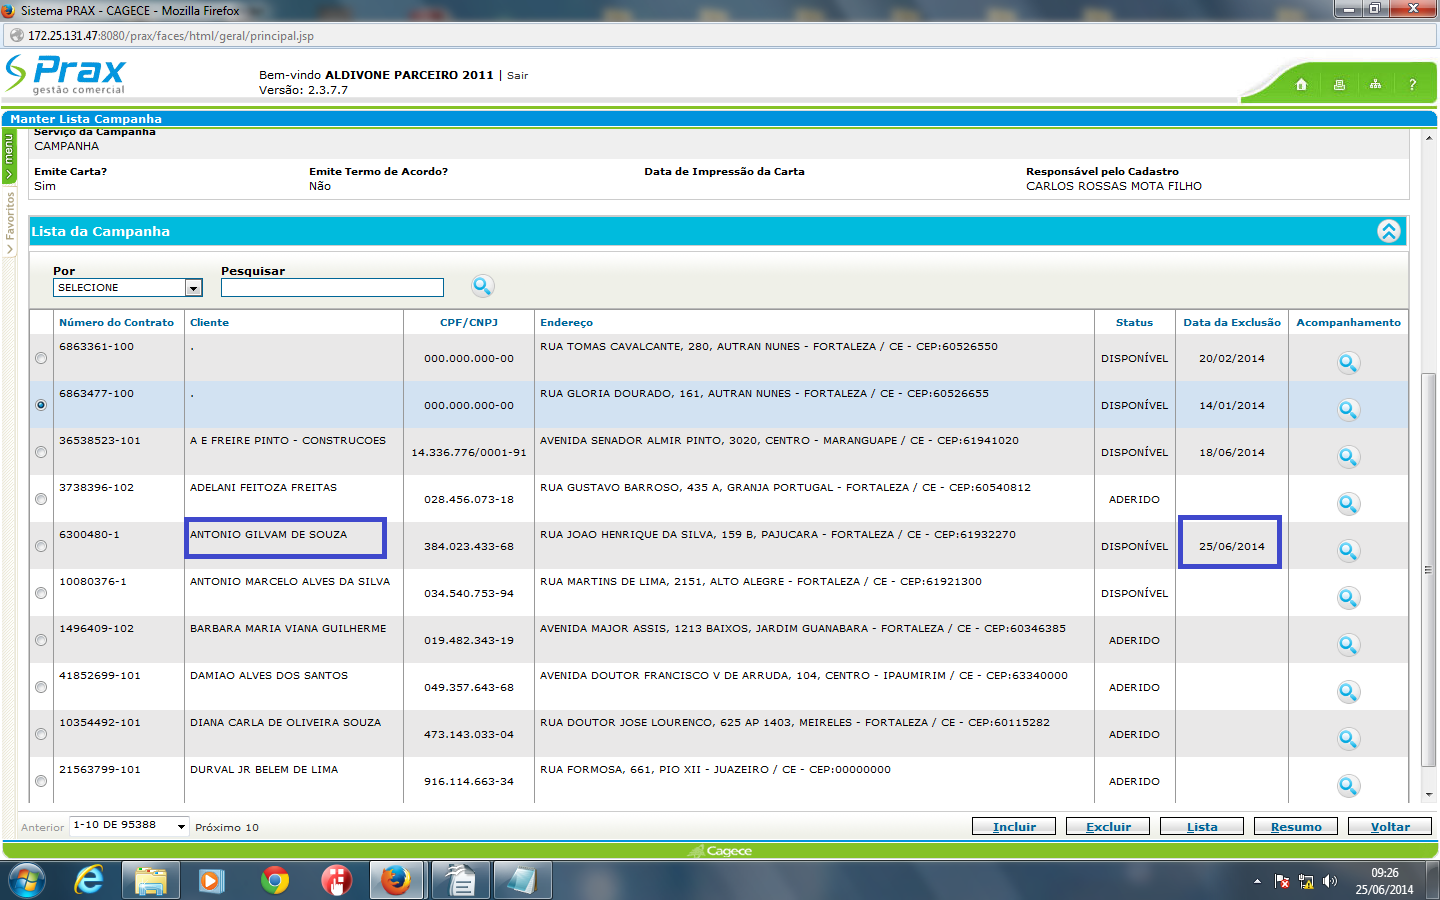 Sistema PRAX - CAGECE - Mozilla Firefox
172.25.131.47:8080/prax/faces/html/geral/principal.jsp
Prax
gestão comercial
Bem-vindo ALDIVONE PARCEIRO 2011 | Sair
Versão: 2.3.7.7
?
Manter Lista Campanha
menu
Favoritos
Serviço da Campanha
CAMPANHA
Emite Carta? Emite Termo de Acordo? Data de Impressão da Carta Responsável pelo Cadastro
Sim Não CARLOS ROSSAS MOTA FILHO
Lista da Campanha
Por Pesquisar
SELECIONE
Número do Contrato Cliente CPF/CNPJ Endereço Status Data da Exclusão Acompanhamento
6863361-100 . 000.000.000-00 RUA TOMAS CAVALCANTE, 280, AUTRAN NUNES - FORTALEZA / CE - CEP:60526550 DISPONÍVEL 20/02/2014
6863477-100 . 000.000.000-00 RUA GLORIA DOURADO, 161, AUTRAN NUNES - FORTALEZA / CE - CEP:60526655 DISPONÍVEL 14/01/2014
36538523-101 A E FREIRE PINTO - CONSTRUCOES 14.336.776/0001-91 AVENIDA SENADOR ALMIR PINTO, 3020, CENTRO - MARANGUAPE / CE - CEP:61941020 DISPONÍVEL 18/06/2014
3738396-102 ADELANI FEITOZA FREITAS 028.456.073-18 RUA GUSTAVO BARROSO, 435 A, GRANJA PORTUGAL - FORTALEZA / CE - CEP:60540812 ADERIDO
6300480-1 ANTONIO GILVAM DE SOUZA 384.023.433-68 RUA JOAO HENRIQUE DA SILVA, 159 B, PAJUCARA - FORTALEZA / CE - CEP:61932270 DISPONÍVEL 25/06/2014
10080376-1 ANTONIO MARCELO ALVES DA SILVA 034.540.753-94 RUA MARTINS DE LIMA, 2151, ALTO ALEGRE - FORTALEZA / CE - CEP:61921300 DISPONÍVEL
1496409-102 BARBARA MARIA VIANA GUILHERME 019.482.343-19 AVENIDA MAJOR ASSIS, 1213 BAIXOS, JARDIM GUANABARA - FORTALEZA / CE - CEP:60346385 ADERIDO
41852699-101 DAMIAO ALVES DOS SANTOS 049.357.643-68 AVENIDA DOUTOR FRANCISCO V DE ARRUDA, 104, CENTRO - IPAUMIRIM / CE - CEP:63340000 ADERIDO
10354492-101 DIANA CARLA DE OLIVEIRA SOUZA 473.143.033-04 RUA DOUTOR JOSE LOURENCO, 625 AP 1403, MEIRELES - FORTALEZA / CE - CEP:60115282 ADERIDO
21563799-101 DURVAL JR BELEM DE LIMA 916.114.663-34 RUA FORMOSA, 661, PIO XII - JUAZEIRO / CE - CEP:00000000 ADERIDO
Anterior 1-10 DE 95388 Próximo 10 Incluir Excluir Lista Resumo Voltar
Cagece
09:26
25/06/2014